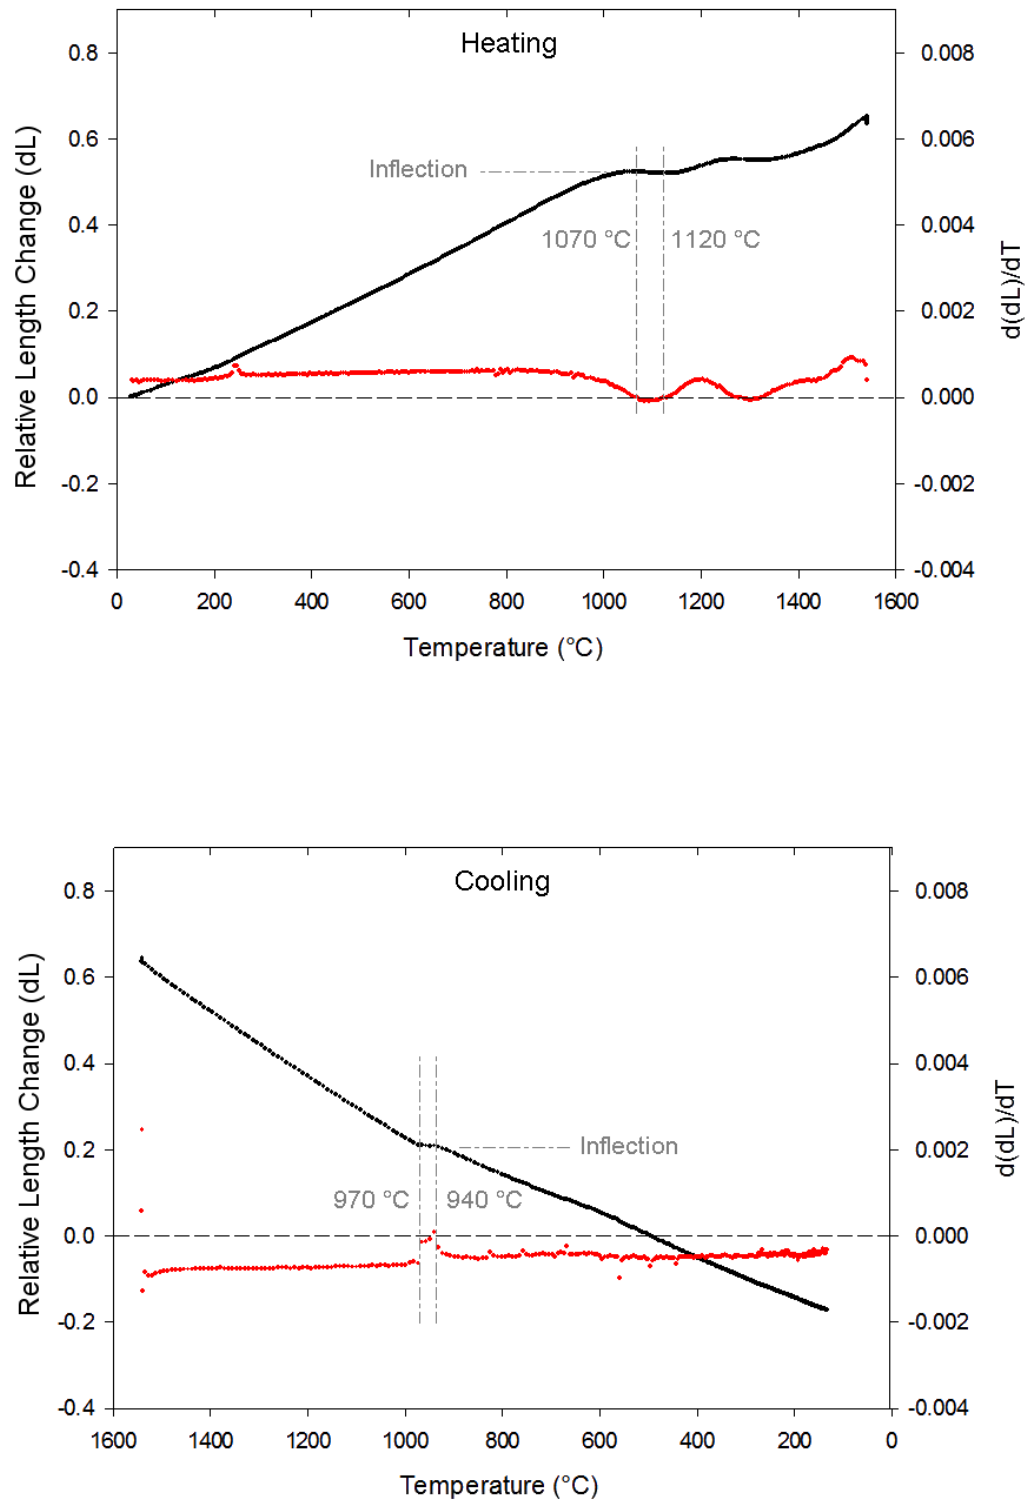 Heating
0.8
0.6
0.4
0.2
0.0
-0.2
-0.4
Relative Length Change (dL)
Inflection
1070 °C
1120 °C
0.008
0.006
0.004
0.002
0.000
-0.002
-0.004
d(dL)/dT
0 200 400 600 800 1000 1200 1400 1600
Temperature (°C)
Cooling
0.8
0.6
0.4
0.2
0.0
-0.2
-0.4
Relative Length Change (dL)
Inflection
970 °C
940 °C
0.008
0.006
0.004
0.002
0.000
-0.002
-0.004
d(dL)/dT
1600 1400 1200 1000 800 600 400 200 0
Temperature (°C)